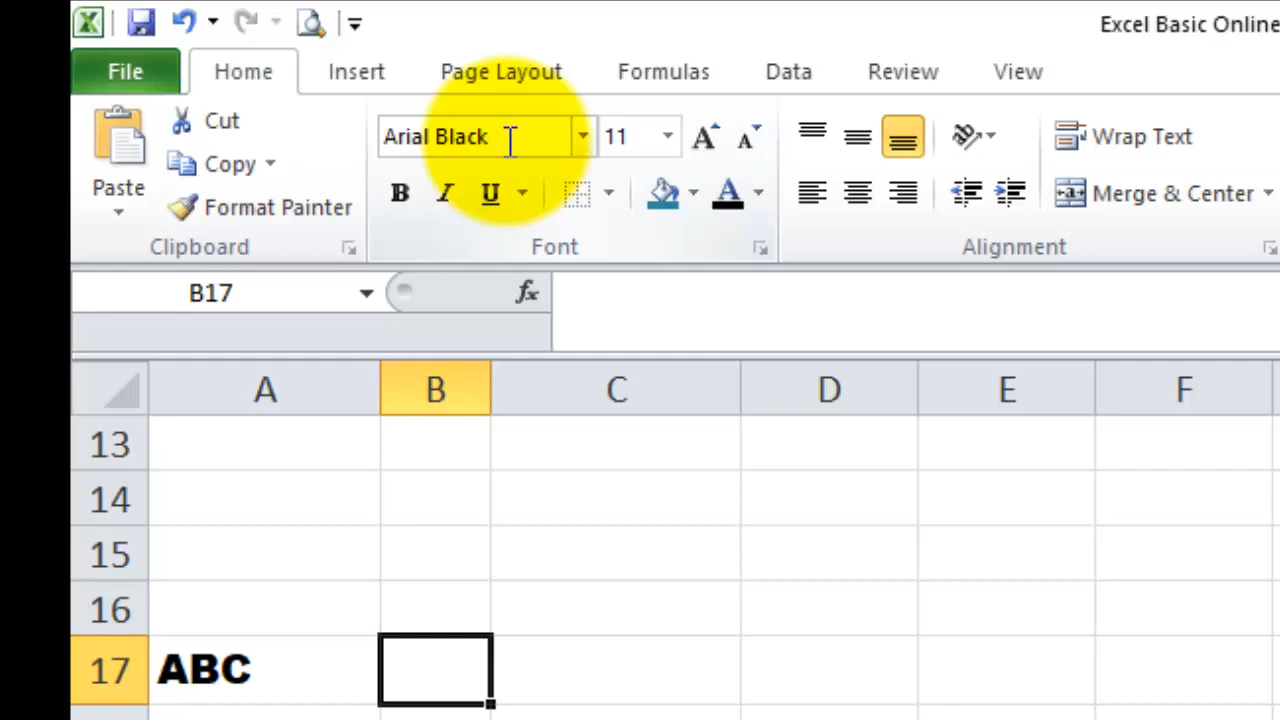 Excel Basic Online
File Home Insert Page Layout Formulas Data Review View
Cut
Arial Black 11 A A Wrap Text
Copy
Paste B I U A Merge & Center
Format Painter
Clipboard Font Alignment
B17 fx
A B C D E F
13
14
15
16
17 ABC